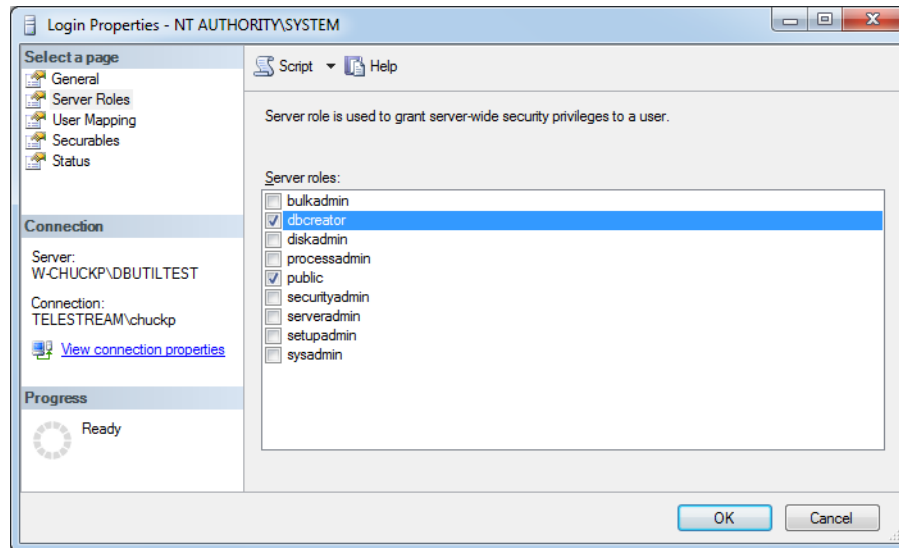 Login Properties - NT AUTHORITY\SYSTEM
Select a page
General
Server Roles
User Mapping
Securables
Status
Connection
Server:
W-CHUCKP\DBUTILTEST
Connection:
TELESTREAM\chuckp
View connection properties
Progress
Ready
Script
Help
Server role is used to grant server-wide security privileges to a user.
Server roles:
bulkadmin
dbcreator
diskadmin
processadmin
public
securityadmin
serveradmin
setupadmin
sysadmin
OK
Cancel